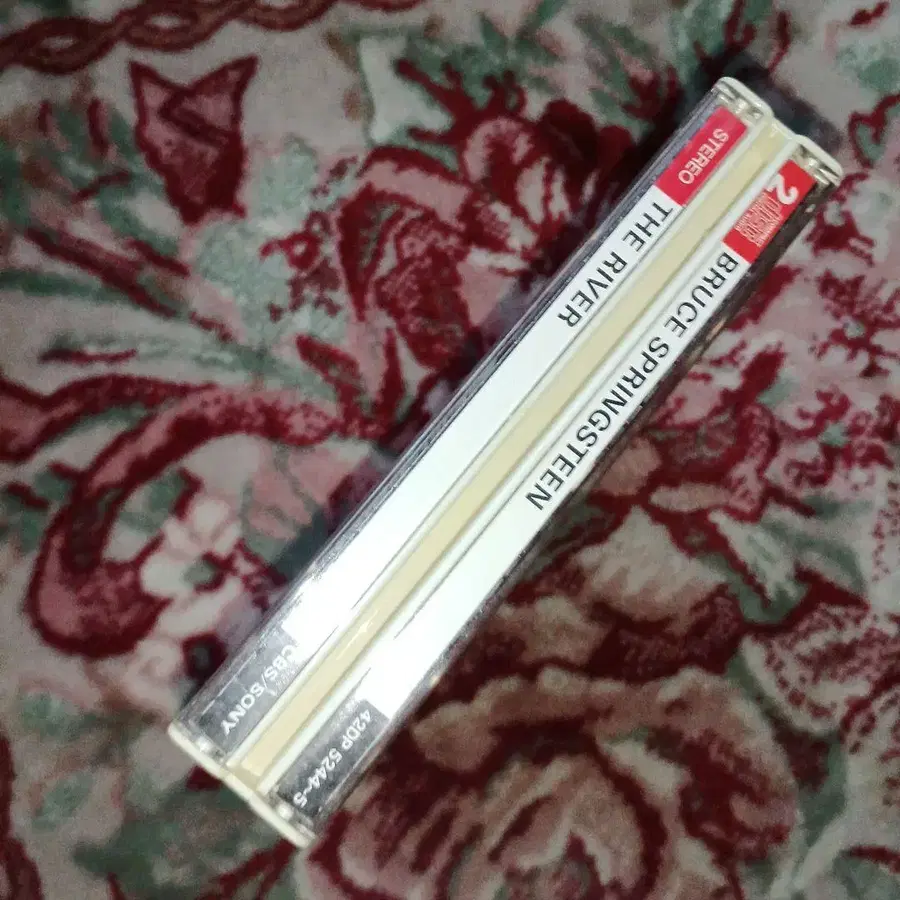 STEREO
THE RIVER
CBS/SONY
2
BRUCE SPRINGSTEEN
42DP 5244~5